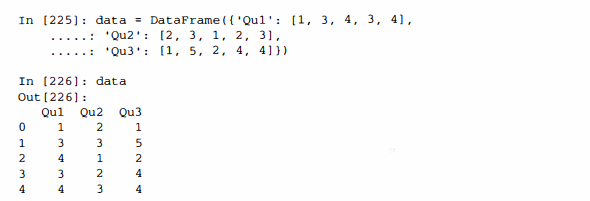 In [225]: data = DataFrame({'Qu1': [1, 3, 4, 3, 4],
.....: 'Qu2': [2, 3, 1, 2, 3],
.....: 'Qu3': [1, 5, 2, 4, 4]})
In [226]: data
Out[226]:
Qu1 Qu2 Qu3
0 1 2 1
1 3 3 5
2 4 1 2
3 3 2 4
4 4 3 4